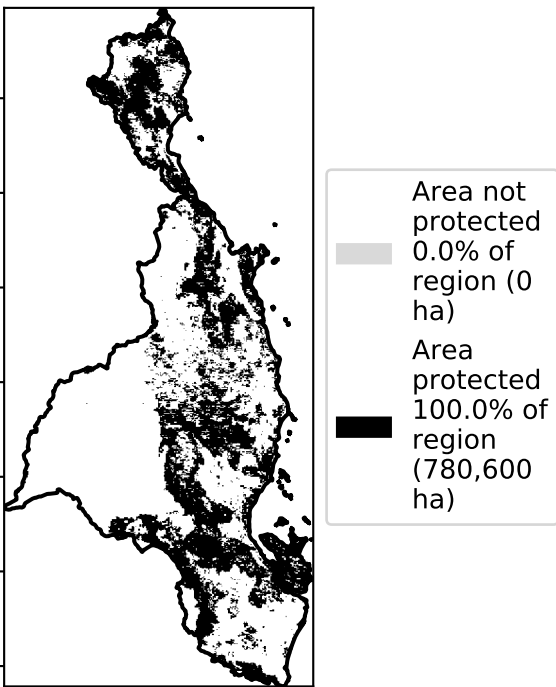 Area not
protected
0.0% of
region (0
ha)
Area
protected
100.0% of
region
(780,600
ha)